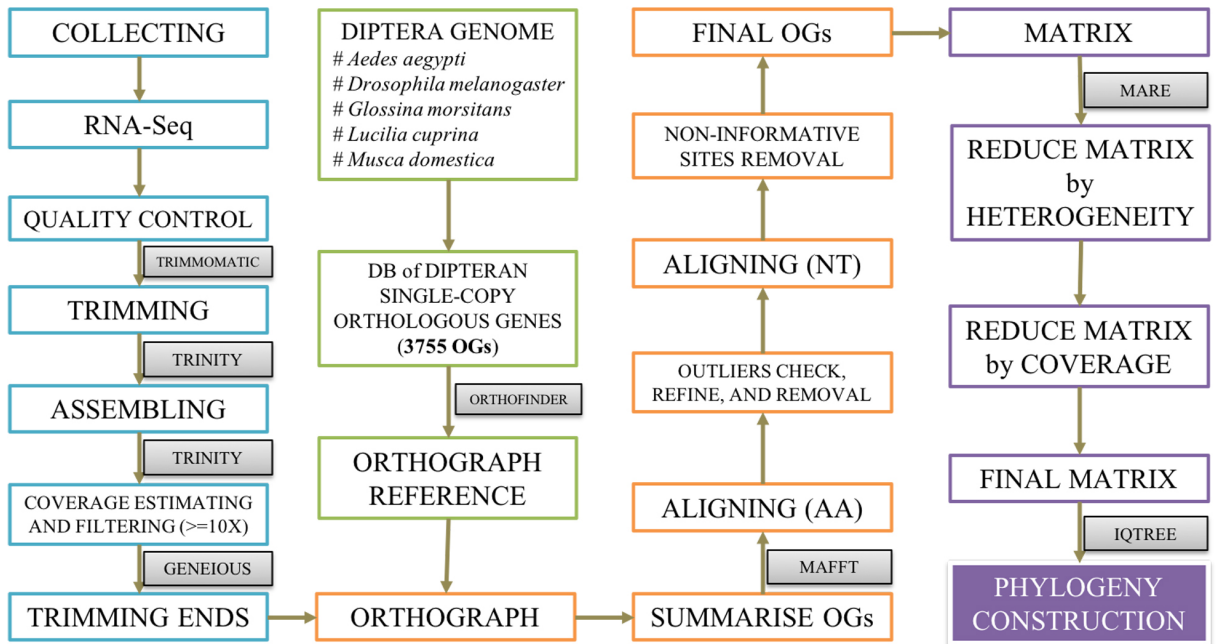 COLLECTING
RNA-Seq
QUALITY CONTROL
TRIMMOMATIC
TRIMMING
TRINITY
ASSEMBLING
TRINITY
COVERAGE ESTIMATING
AND FILTERING (>=10X)
GENEIOUS
TRIMMING ENDS
DIPTERA GENOME
# Aedes aegypti
# Drosophila melanogaster
# Glossina morsitans
# Lucilia cuprina
# Musca domestica
DB of DIPTERAN
SINGLE-COPY
ORTHOLOGOUS GENES
(3755 OGs)
ORTHOFINDER
ORTHOGRAPH
REFERENCE
ORTHOGRAPH
SUMMARISE OGs
MAFFT
ALIGNING (AA)
OUTLIERS CHECK,
REFINE, AND REMOVAL
ALIGNING (NT)
NON-INFORMATIVE
SITES REMOVAL
FINAL OGs
MATRIX
MARE
REDUCE MATRIX
by
HETEROGENEITY
REDUCE MATRIX
by COVERAGE
FINAL MATRIX
IQTREE
PHYLOGENY
CONSTRUCTION